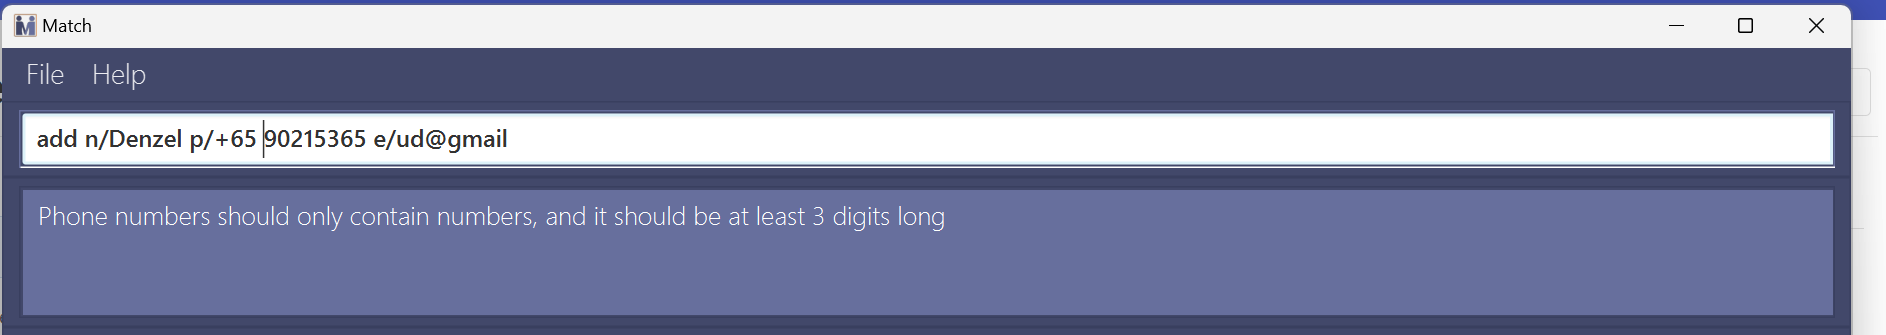 Match
File Help
add n/Denzel p/+65 90215365 e/ud@gmail
Phone numbers should only contain numbers, and it should be at least 3 digits long